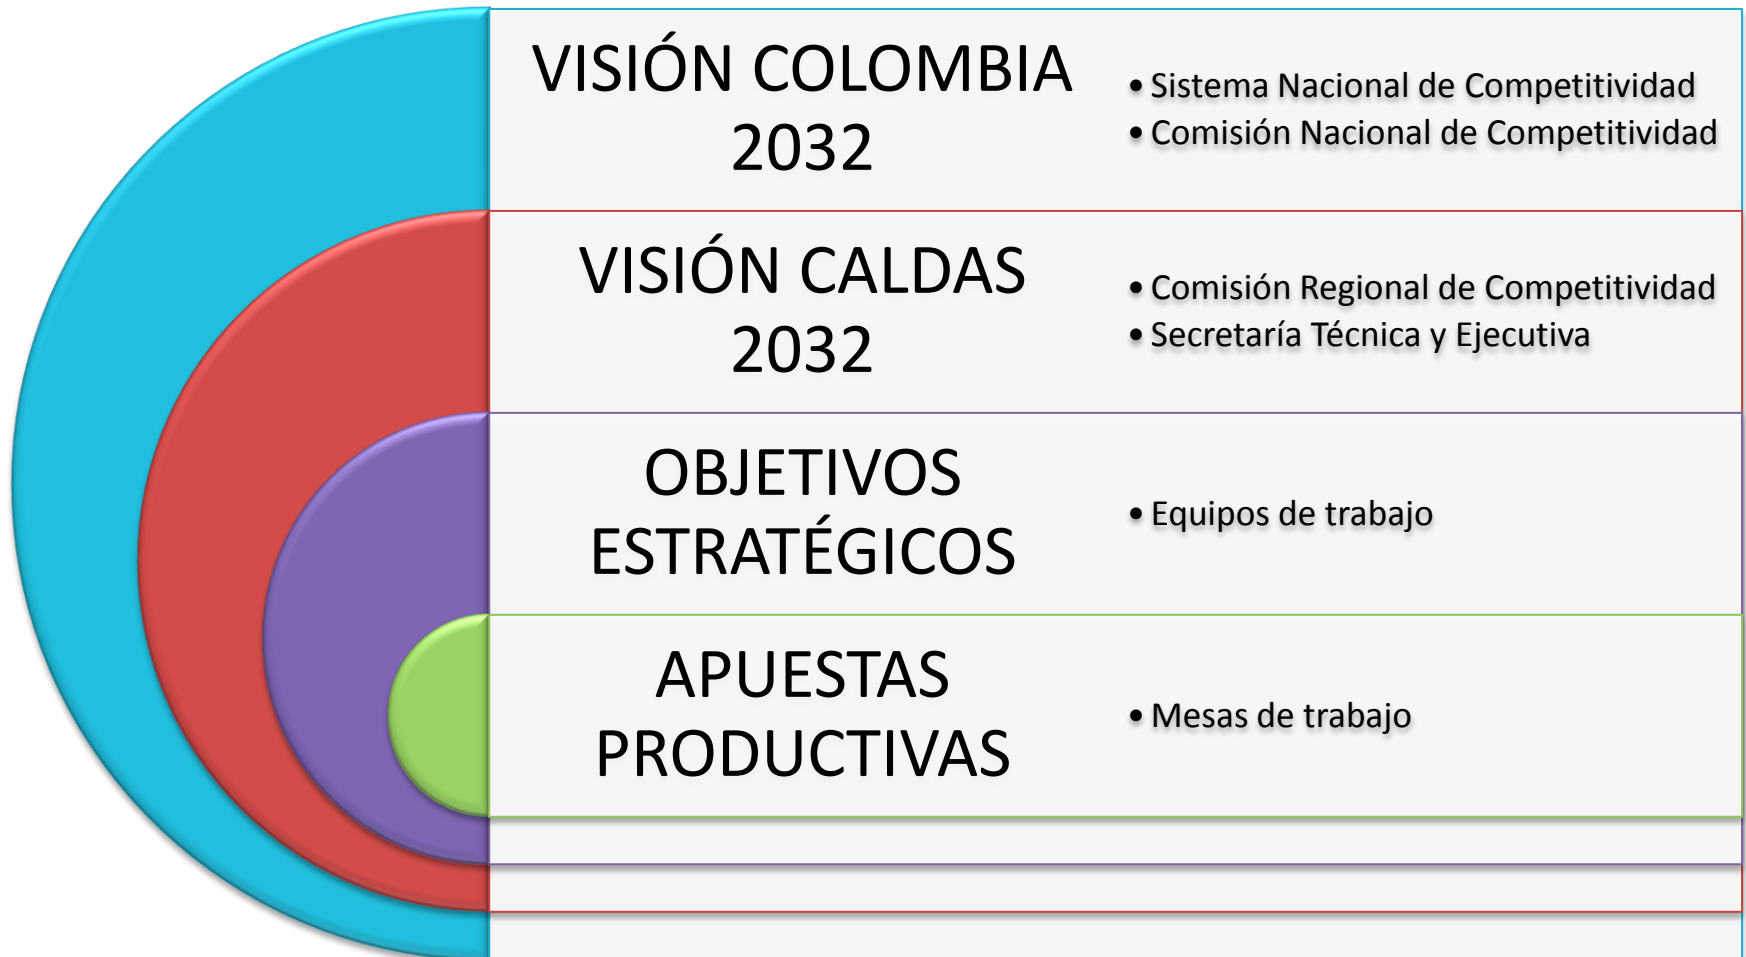 VISIÓN COLOMBIA
2032
• Sistema Nacional de Competitividad
• Comisión Nacional de Competitividad
VISIÓN CALDAS
2032
• Comisión Regional de Competitividad
• Secretaría Técnica y Ejecutiva
OBJETIVOS
ESTRATÉGICOS
• Equipos de trabajo
APUESTAS
PRODUCTIVAS
• Mesas de trabajo